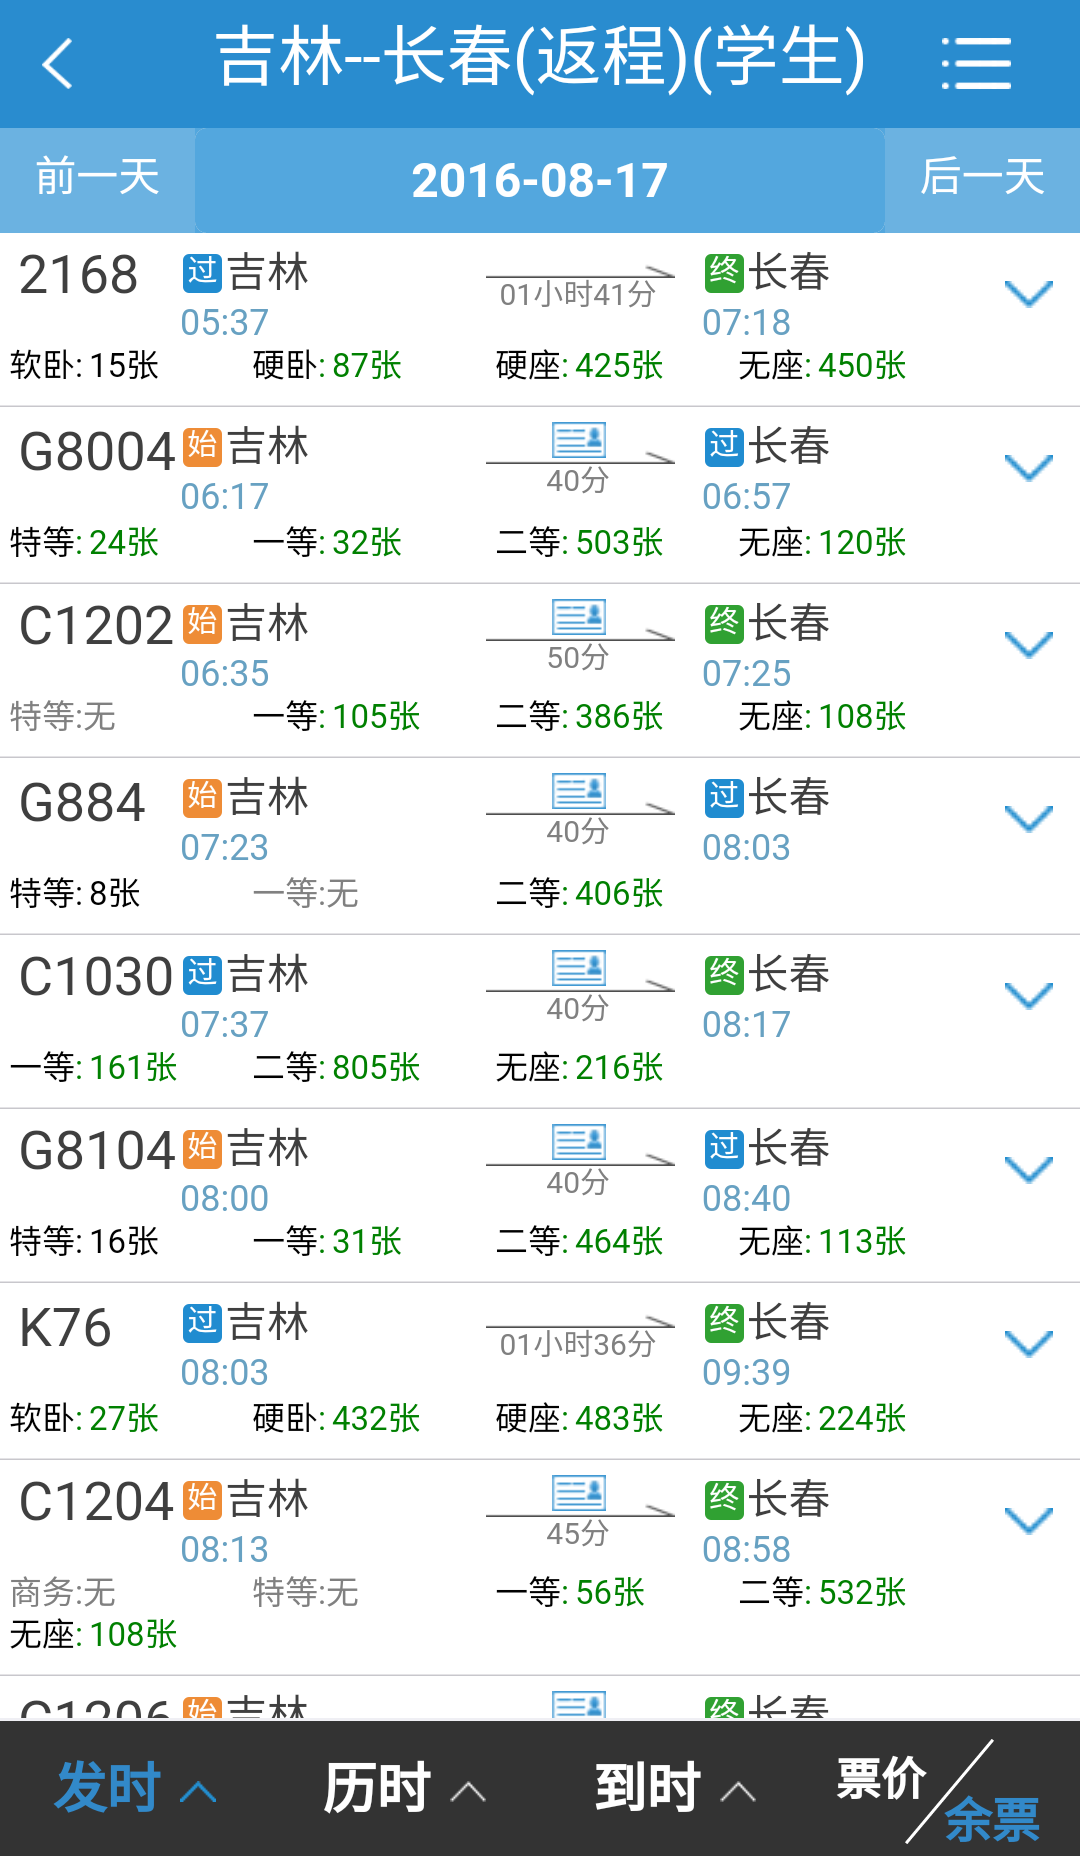 吉林--长春(返程)(学生)
前一天 2016-08-17 后一天
2168 过 吉林 01小时41分 终 长春
05:37 07:18
软卧: 15张 硬卧: 87张 硬座: 425张 无座: 450张
G8004 始 吉林 40分 过 长春
06:17 06:57
特等: 24张 一等: 32张 二等: 503张 无座: 120张
C1202 始 吉林 50分 终 长春
06:35 07:25
特等:无 一等: 105张 二等: 386张 无座: 108张
G884 始 吉林 40分 过 长春
07:23 08:03
特等: 8张 一等:无 二等: 406张
C1030 过 吉林 40分 终 长春
07:37 08:17
一等: 161张 二等: 805张 无座: 216张
G8104 始 吉林 40分 过 长春
08:00 08:40
特等: 16张 一等: 31张 二等: 464张 无座: 113张
K76 过 吉林 01小时36分 终 长春
08:03 09:39
软卧: 27张 硬卧: 432张 硬座: 483张 无座: 224张
C1204 始 吉林 45分 终 长春
08:13 08:58
商务:无 特等:无 一等: 56张 二等: 532张
无座: 108张
C1206 始 吉林 终 长春
发时 历时 到时 票价/余票